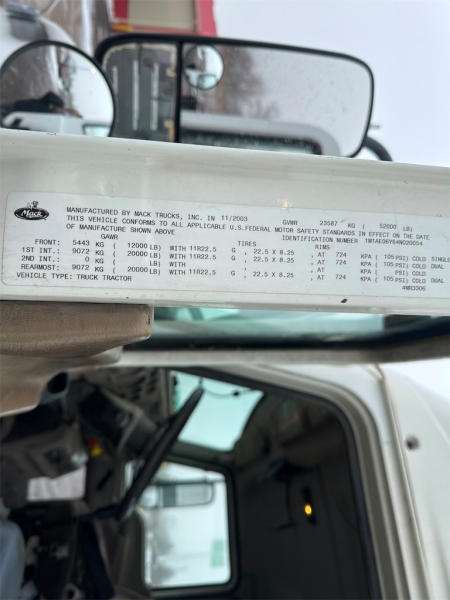 Mack
MANUFACTURED BY MACK TRUCKS, INC. IN 11/2003 GVWR 23587 KG ( 52000 LB)
THIS VEHICLE CONFORMS TO ALL APPLICABLE U.S.FEDERAL MOTOR SAFETY STANDARDS IN EFFECT ON THE DATE
OF MANUFACTURE SHOWN ABOVE IDENTIFICATION NUMBER 1M1AE06Y64N020054
GAWR TIRES RIMS
FRONT: 5443 KG ( 12000 LB) WITH 11R22.5 G , 22.5 X 8.25 , AT 724 KPA ( 105 PSI) COLD SINGLE
1ST INT.: 9072 KG ( 20000 LB) WITH 11R22.5 G , 22.5 X 8.25 , AT 724 KPA ( 105 PSI) COLD DUAL
2ND INT.: 0 KG ( LB) WITH , , AT KPA ( PSI) COLD
REARMOST: 9072 KG ( 20000 LB) WITH 11R22.5 G , 22.5 X 8.25 , AT 724 KPA ( 105 PSI) COLD DUAL
VEHICLE TYPE: TRUCK TRACTOR 4MR3306